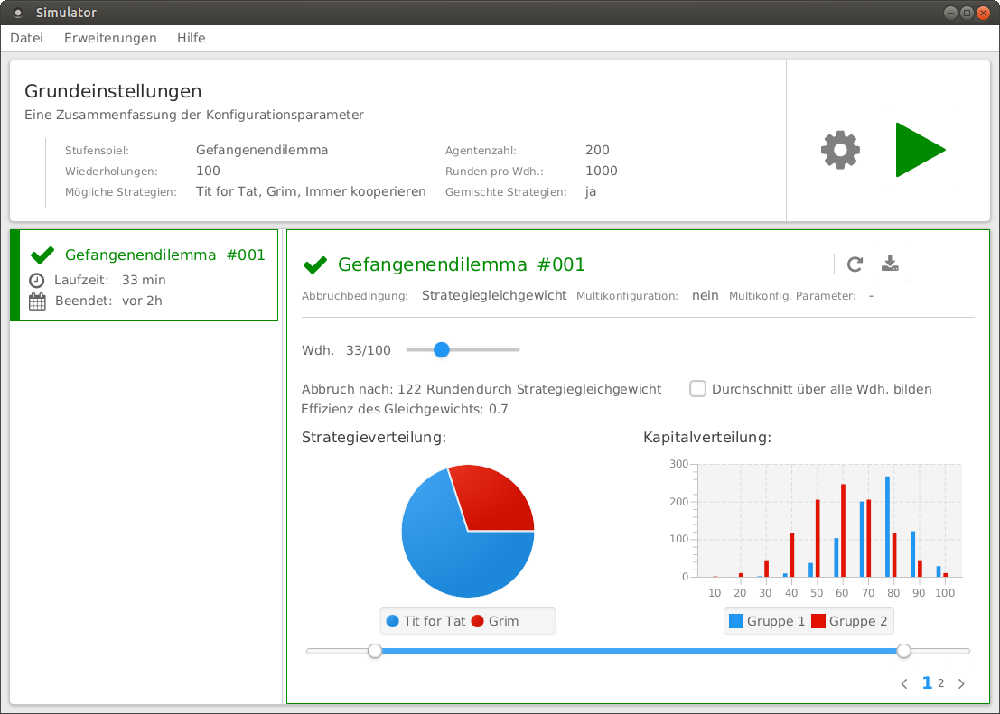 Simulator
Datei Erweiterungen Hilfe
Grundeinstellungen
Eine Zusammenfassung der Konfigurationsparameter
Stufenspiel: Gefangenendilemma Agentenzahl: 200
Wiederholungen: 100 Runden pro Wdh.: 1000
Mögliche Strategien: Tit for Tat, Grim, Immer kooperieren Gemischte Strategien: ja
Gefangenendilemma #001
Laufzeit: 33 min
Beendet: vor 2h
Gefangenendilemma #001
Abbruchbedingung: Strategiegleichgewicht Multikonfiguration: nein Multikonfig. Parameter: -
Wdh. 33/100
Abbruch nach: 122 Rundendurch Strategiegleichgewicht Durchschnitt über alle Wdh. bilden
Effizienz des Gleichgewichts: 0.7
Strategieverteilung:
Tit for Tat Grim
Kapitalverteilung:
300
200
100
0
10 20 30 40 50 60 70 80 90 100
Gruppe 1 Gruppe 2
1 2